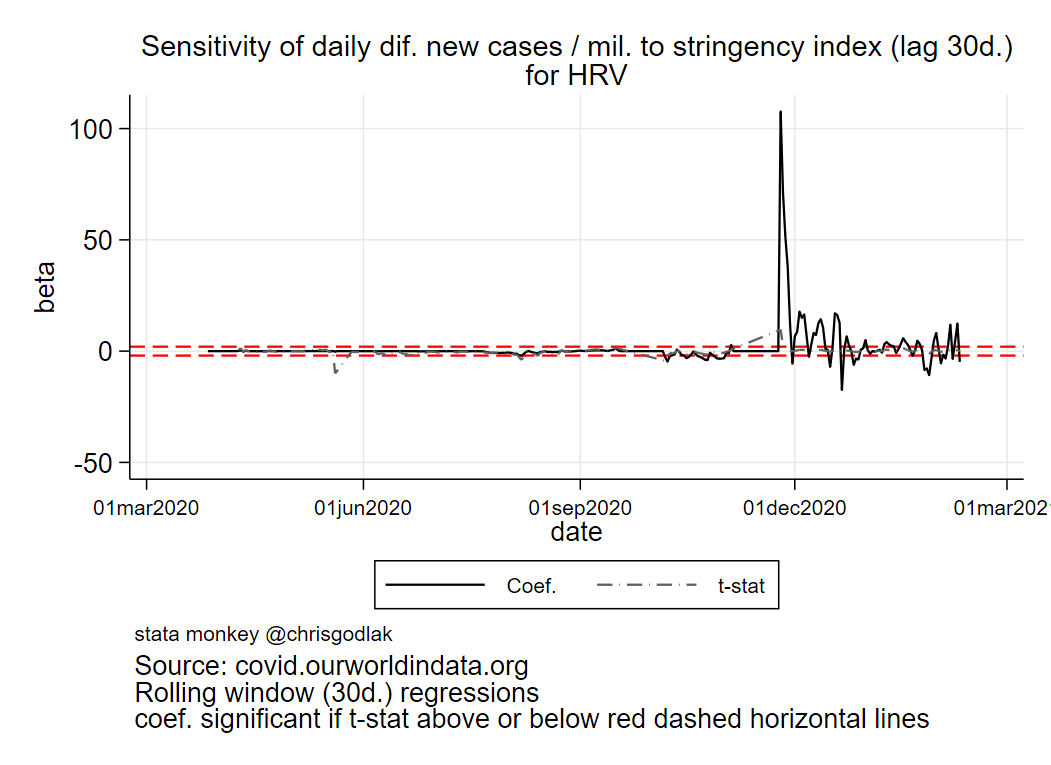 Sensitivity of daily dif. new cases / mil. to stringency index (lag 30d.)
for HRV
100
50
0
-50
beta
01mar2020
01jun2020
01sep2020
01dec2020
01mar202
date
Coef.
t-stat
stata monkey @chrisgodlak
Source: covid.ourworldindata.org
Rolling window (30d.) regressions
coef. significant if t-stat above or below red dashed horizontal lines